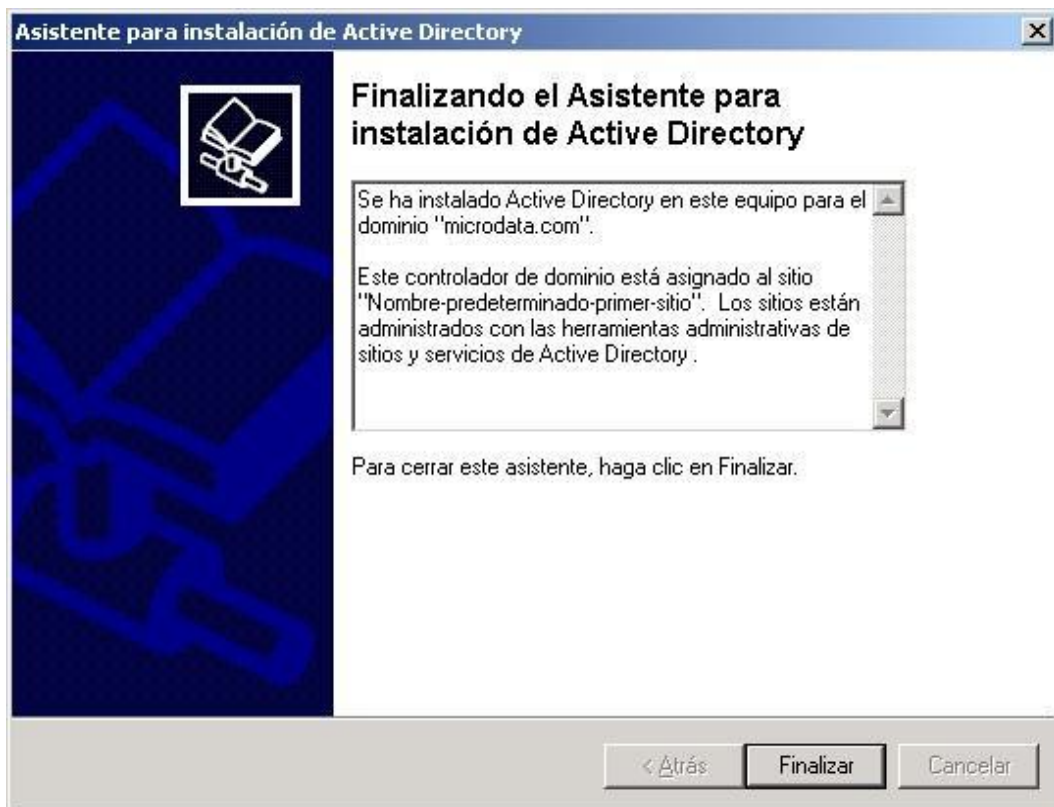 Asistente para instalación de Active Directory
Finalizando el Asistente para
instalación de Active Directory
Se ha instalado Active Directory en este equipo para el
dominio "microdata.com".
Este controlador de dominio está asignado al sitio
"Nombre-predeterminado-primer-sitio". Los sitios están
administrados con las herramientas administrativas de
sitios y servicios de Active Directory .
Para cerrar este asistente, haga clic en Finalizar.
< Atrás Finalizar Cancelar